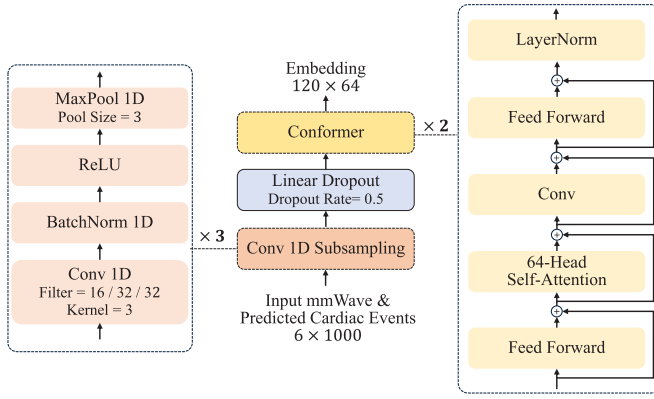 MaxPool 1D
Pool Size = 3
ReLU
BatchNorm 1D
Conv 1D
Filter = 16 / 32 / 32
Kernel = 3
× 3
Embedding
120 × 64
Conformer
Linear Dropout
Dropout Rate= 0.5
Conv 1D Subsampling
Input mmWave &
Predicted Cardiac Events
6 × 1000
× 2
LayerNorm
+
Feed Forward
+
Conv
+
64-Head
Self-Attention
+
Feed Forward